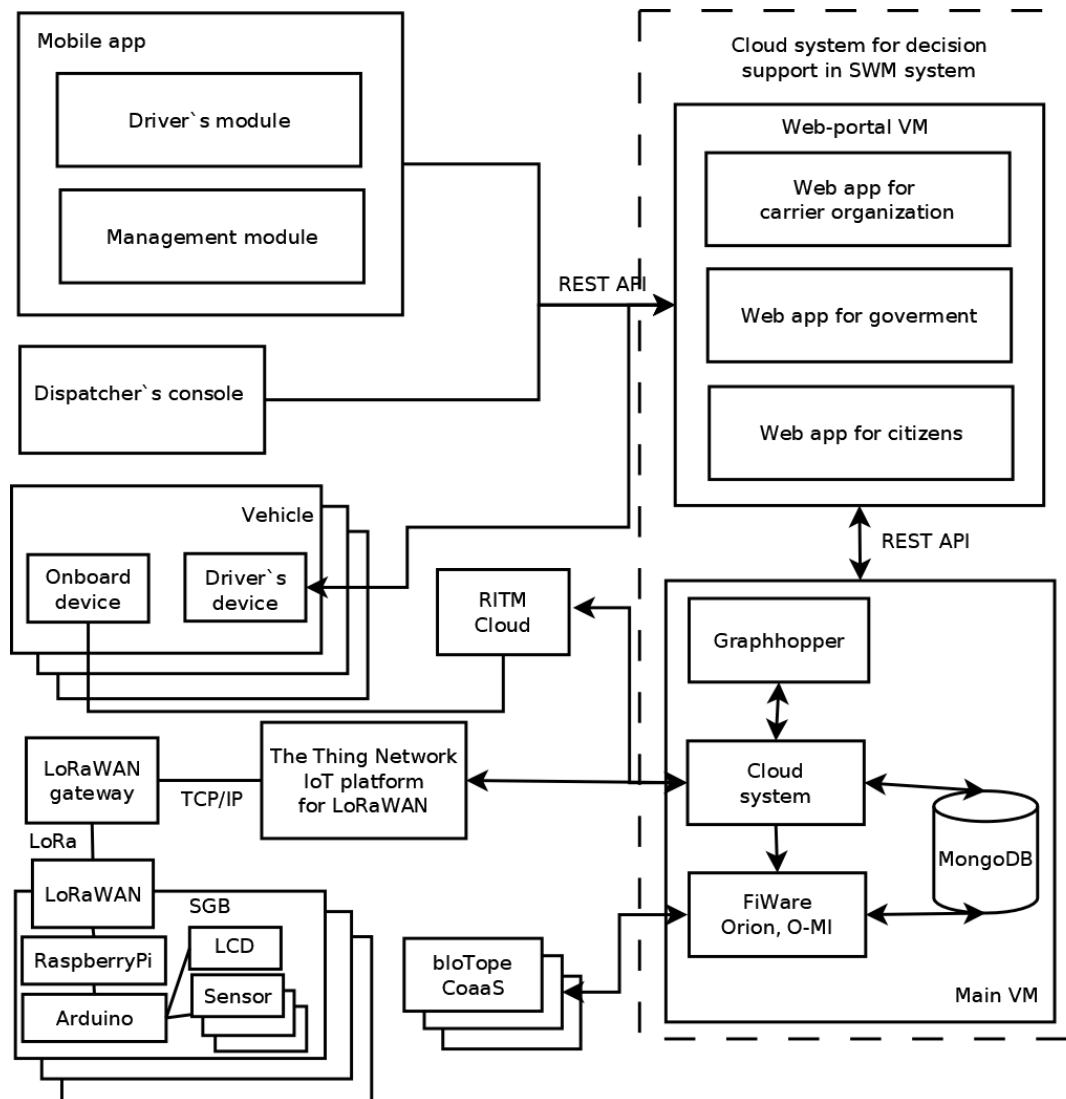 Mobile app
Driver`s module
Management module
Dispatcher`s console
REST API
Cloud system for decision
support in SWM system
Web-portal VM
Web app for
carrier organization
Web app for goverment
Web app for citizens
REST API
Vehicle
Onboard
device
Driver`s
device
RITM
Cloud
Graphhopper
Cloud
system
MongoDB
FiWare
Orion, O-MI
Main VM
The Thing Network
IoT platform
for LoRaWAN
TCP/IP
LoRaWAN
gateway
LoRa
LoRaWAN
SGB
RaspberryPi
LCD
Arduino
Sensor
bIoTope
CoaaS